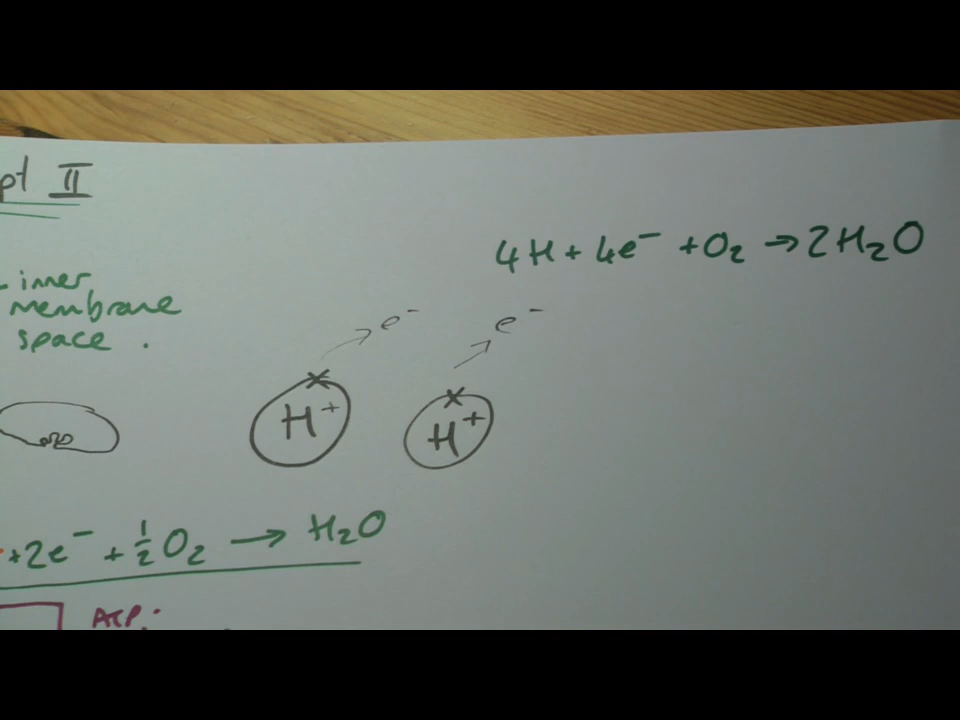 pt II
4H + 4e⁻ + O₂ → 2H₂O
inner
membrane
space .
e⁻ e⁻
H⁺ H⁺
+2e⁻ + ½O₂ → H₂O
ATP: